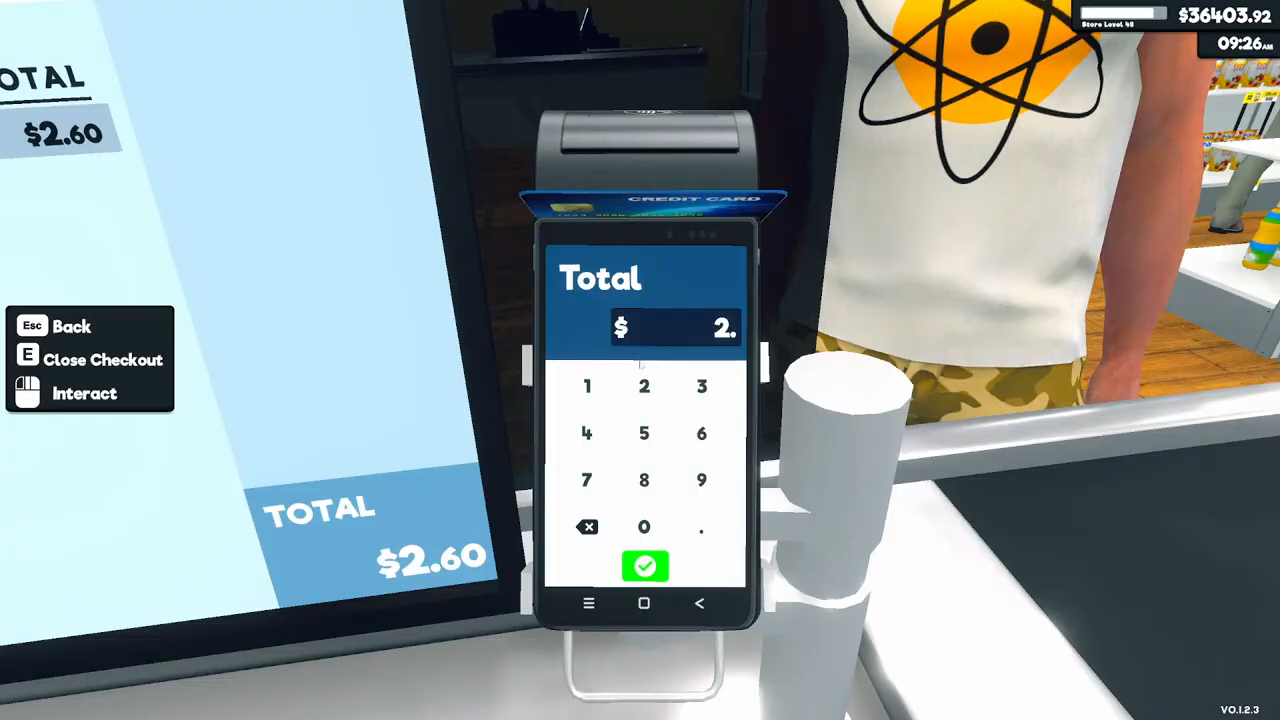 $36403.92
Store Level 48
09:26AM
OTAL
$2.60
CREDIT CARD
Total
$ 2.
Esc Back
E Close Checkout
Interact
1 2 3
4 5 6
7 8 9
0 .
TOTAL
$2.60
V0.1.2.3